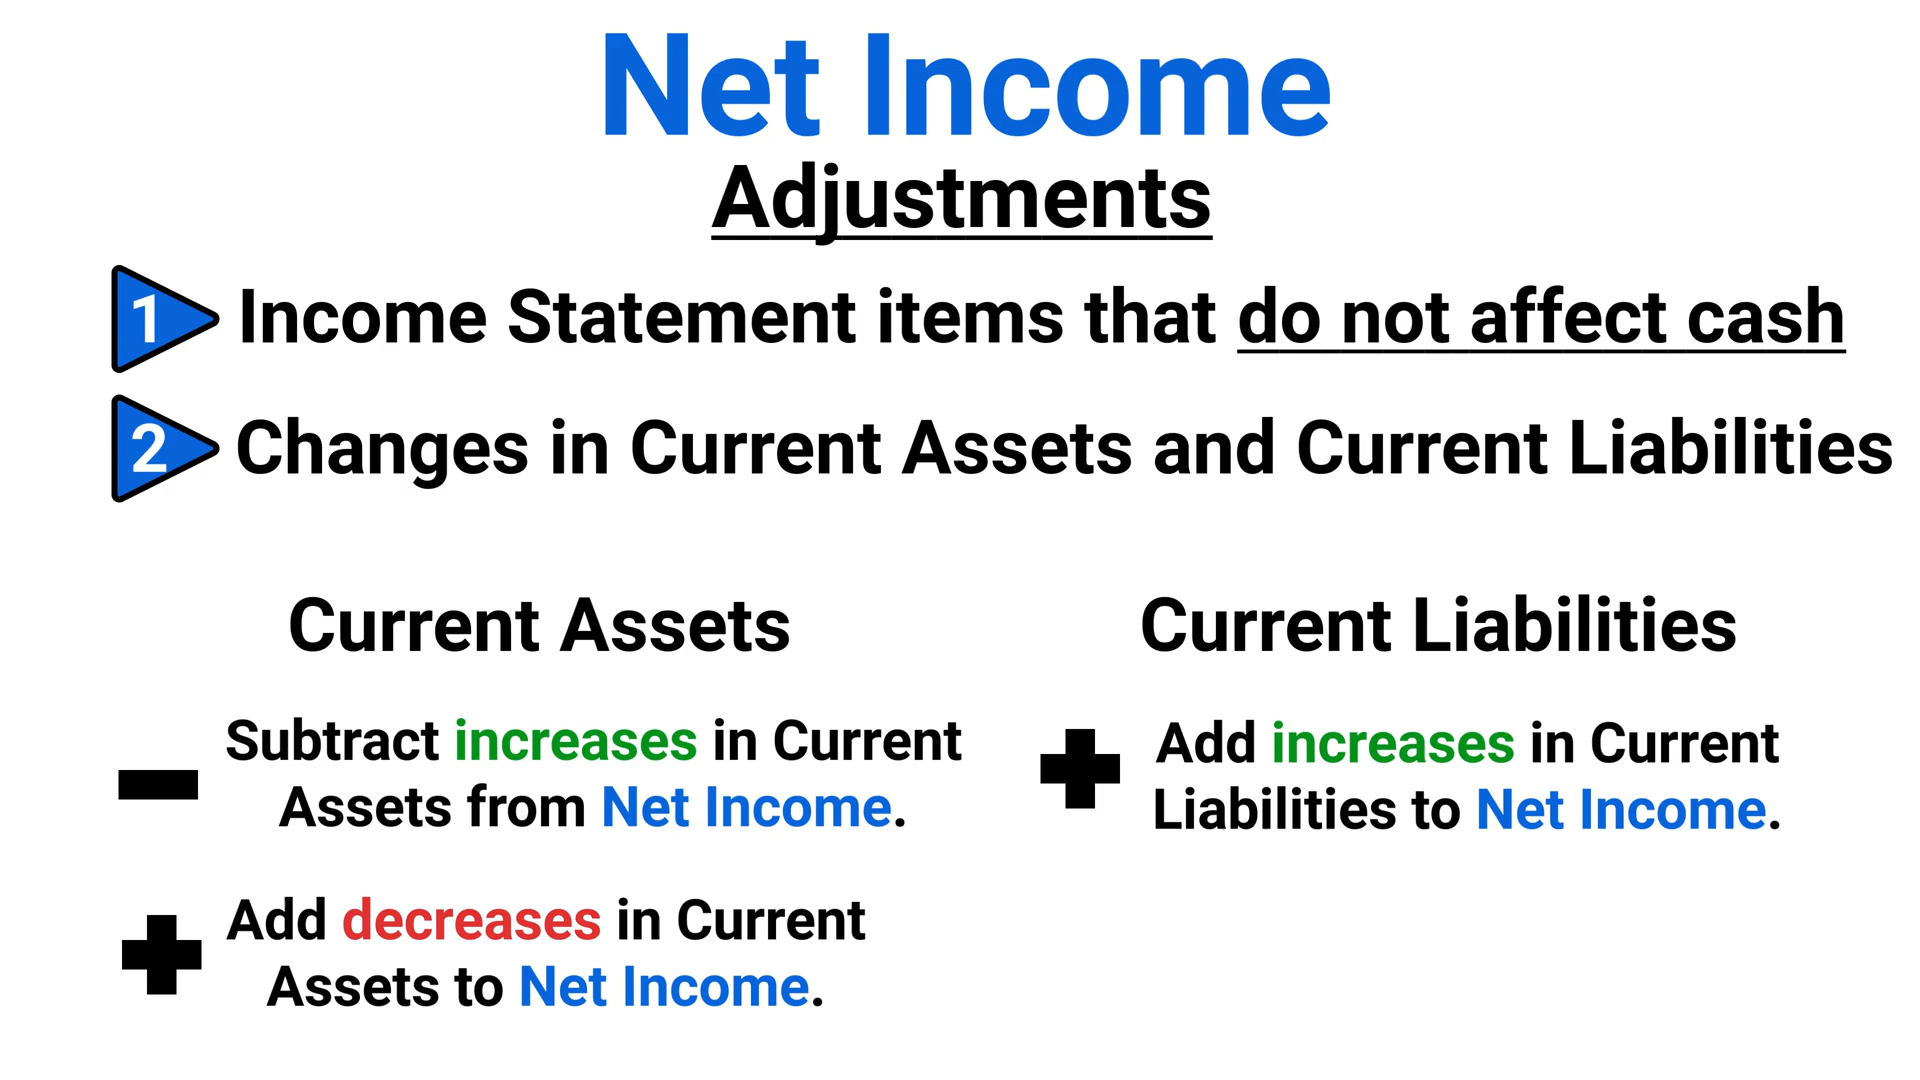 Net Income
Adjustments
1 Income Statement items that do not affect cash
2 Changes in Current Assets and Current Liabilities
Current Assets
Subtract increases in Current
Assets from Net Income.
Add decreases in Current
Assets to Net Income.
Current Liabilities
Add increases in Current
Liabilities to Net Income.